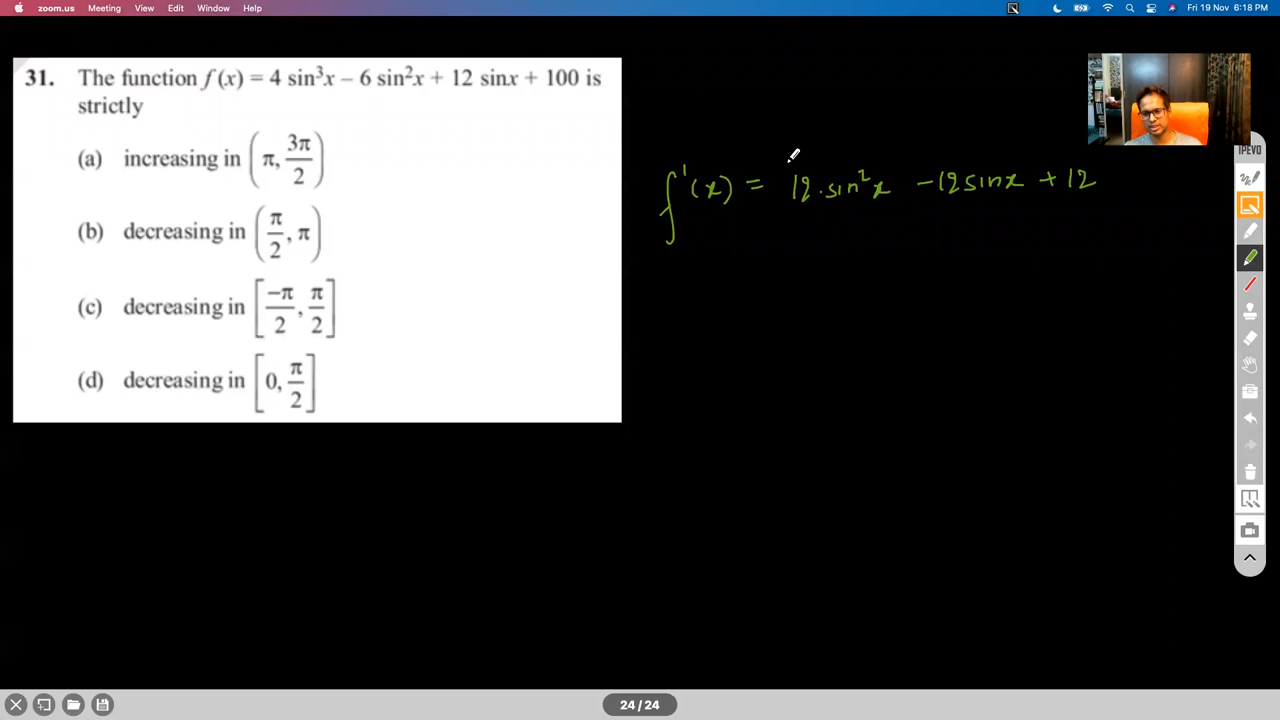 zoom.us Meeting View Edit Window Help Fri 19 Nov 6:18 PM
31. The function f (x) = 4 sin³x – 6 sin²x + 12 sinx + 100 is
strictly
(a) increasing in (π, 3π/2)
(b) decreasing in (π/2, π)
(c) decreasing in [−π/2, π/2]
(d) decreasing in [0, π/2]
f'(x) = 12.sin²x -12sinx +12
IPEVO
24 / 24